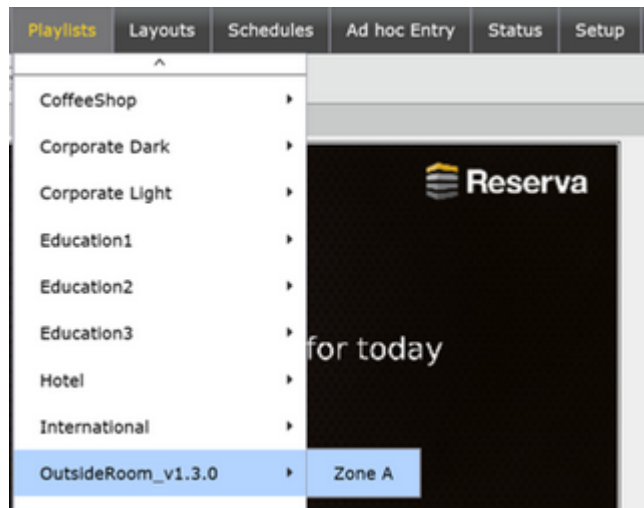 Playlists Layouts Schedules Ad hoc Entry Status Setup
CoffeeShop
Corporate Dark
Corporate Light
Reserva
Education1
Education2
Education3
for today
Hotel
International
OutsideRoom_v1.3.0 Zone A